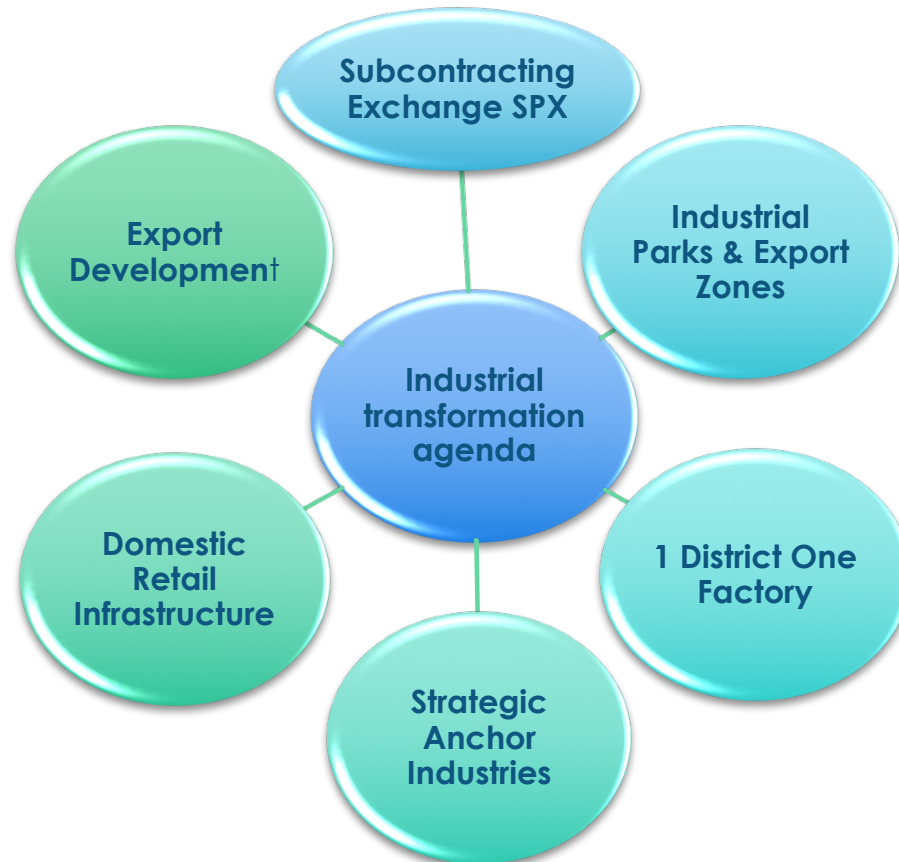 Subcontracting
Exchange SPX
Export
Development
Industrial
Parks & Export
Zones
Industrial
transformation
agenda
Domestic
Retail
Infrastructure
1 District One
Factory
Strategic
Anchor
Industries